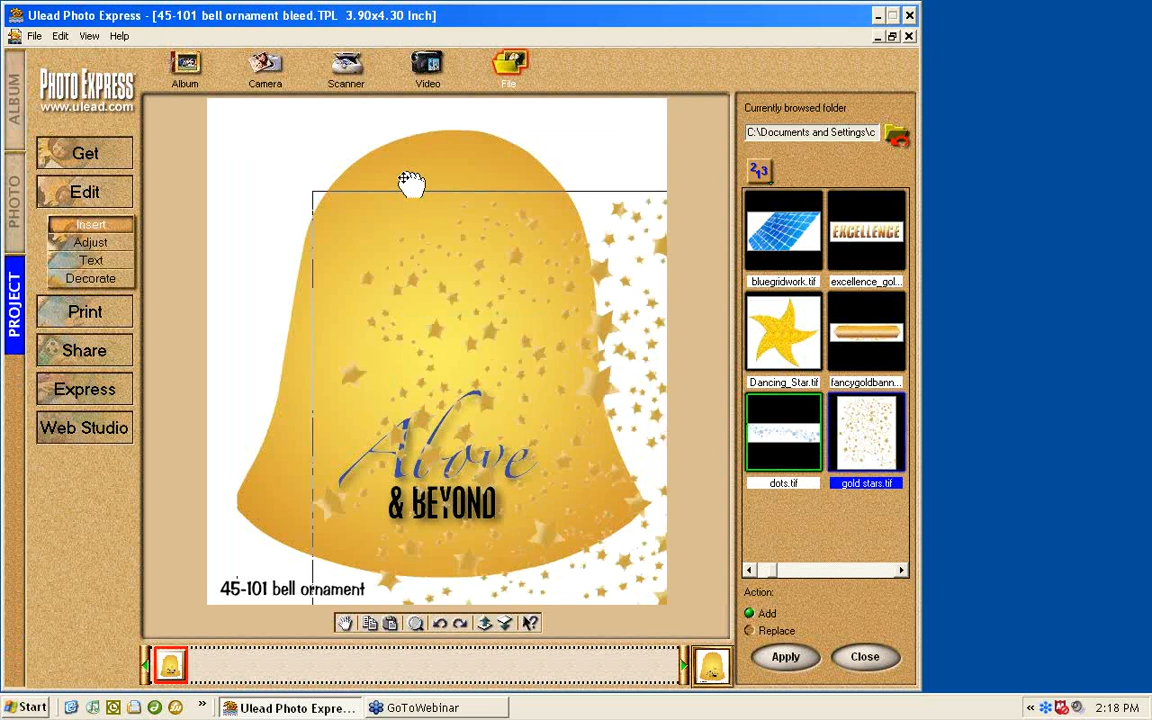 Ulead Photo Express - [45-101 bell ornament bleed.TPL 3.90x4.30 Inch]
File Edit View Help
ALBUM
PHOTO
PROJECT
PHOTO EXPRESS
www.ulead.com
Album Camera Scanner Video File
Get
Edit
Insert
Adjust
Text
Decorate
Print
Share
Express
Web Studio
Above
& BEYOND
45-101 bell ornament
Currently browsed folder
C:\Documents and Settings\c
213
EXCELLENCE
bluegridwork.tif excellence_gol...
Dancing_Star.tif fancygoldbann...
dots.tif gold stars.tif
Action:
Add
Replace
Apply Close
Start
»
Ulead Photo Expre...
GoToWebinar
«
2:18 PM